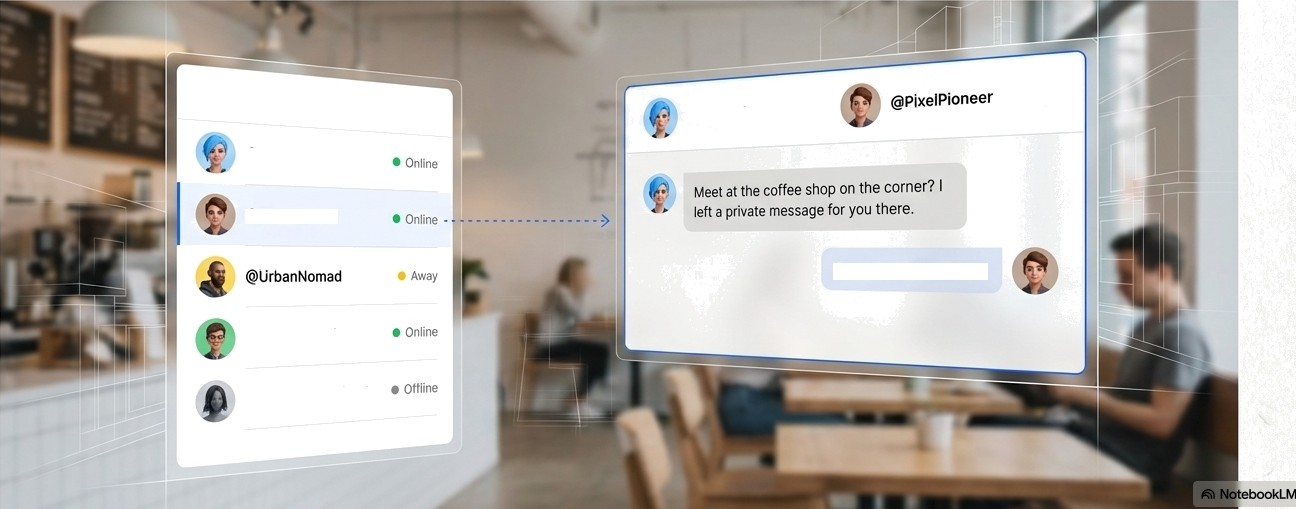 Online
Online
@UrbanNomad
Away
Online
Offline
@PixelPioneer
Meet at the coffee shop on the corner? I
left a private message for you there.
NotebookLM